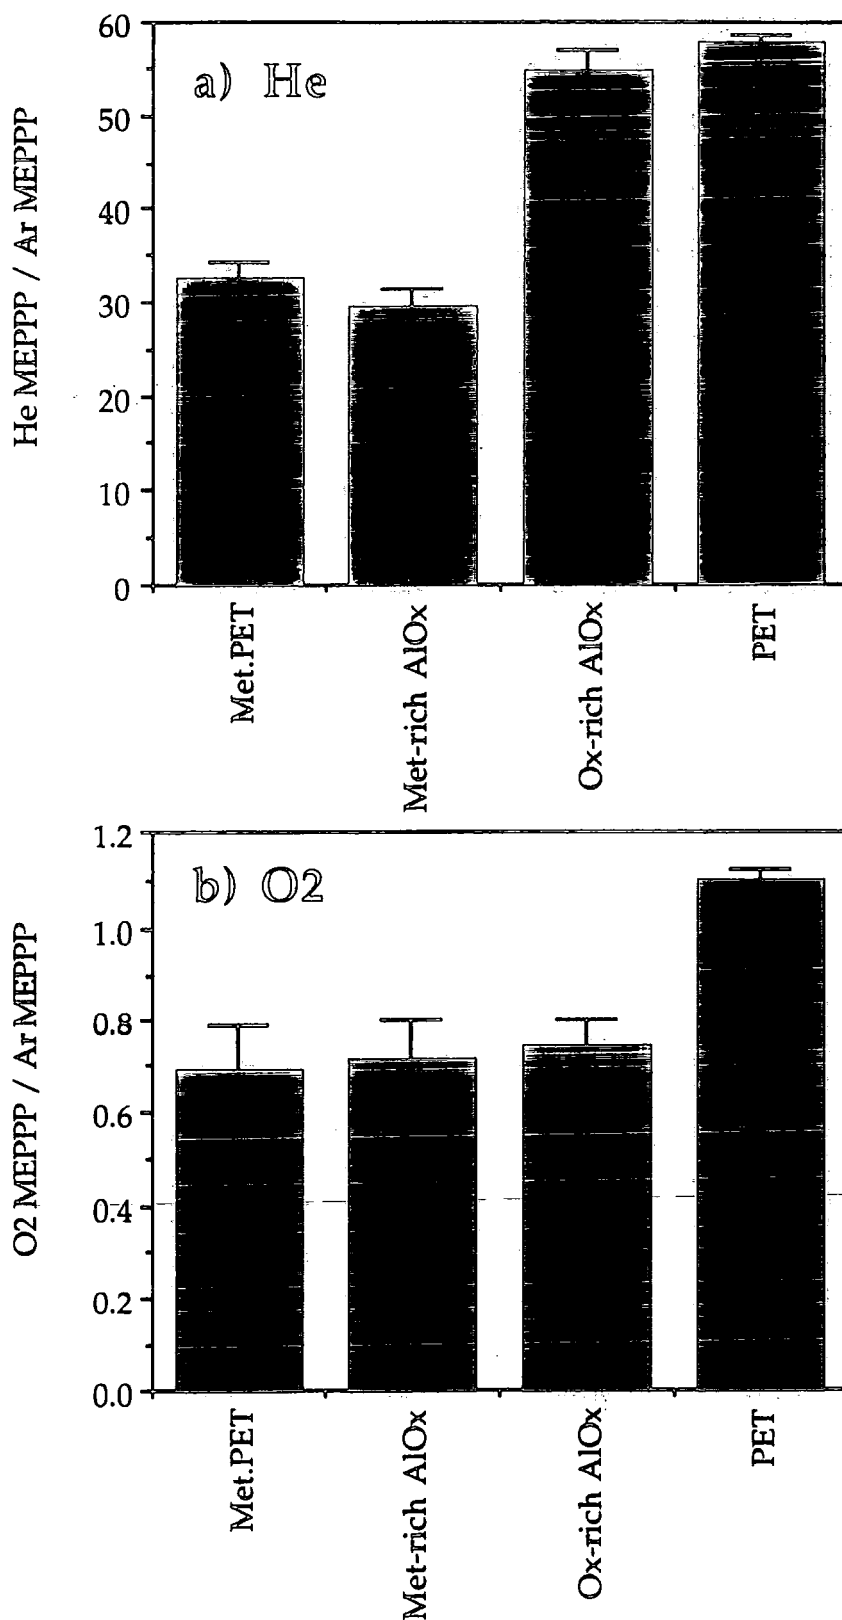 a) He
He MEPPP / Ar MEPPP
60
50
40
30
20
10
0
Met.PET
Met-rich AlOx
Ox-rich AlOx
PET
b) O2
O2 MEPPP / Ar MEPPP
1.2
1.0
0.8
0.6
0.4
0.2
0.0
Met.PET
Met-rich AlOx
Ox-rich AlOx
PET